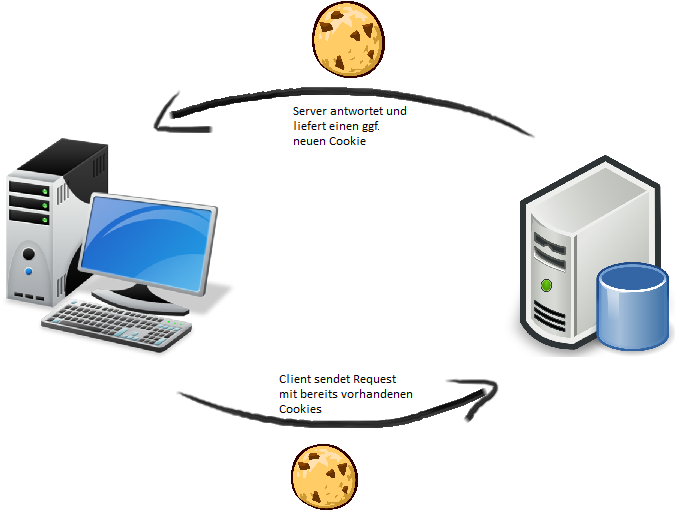 Server antwortet und
liefert einen ggf.
neuen Cookie
Client sendet Request
mit bereits vorhandenen
Cookies